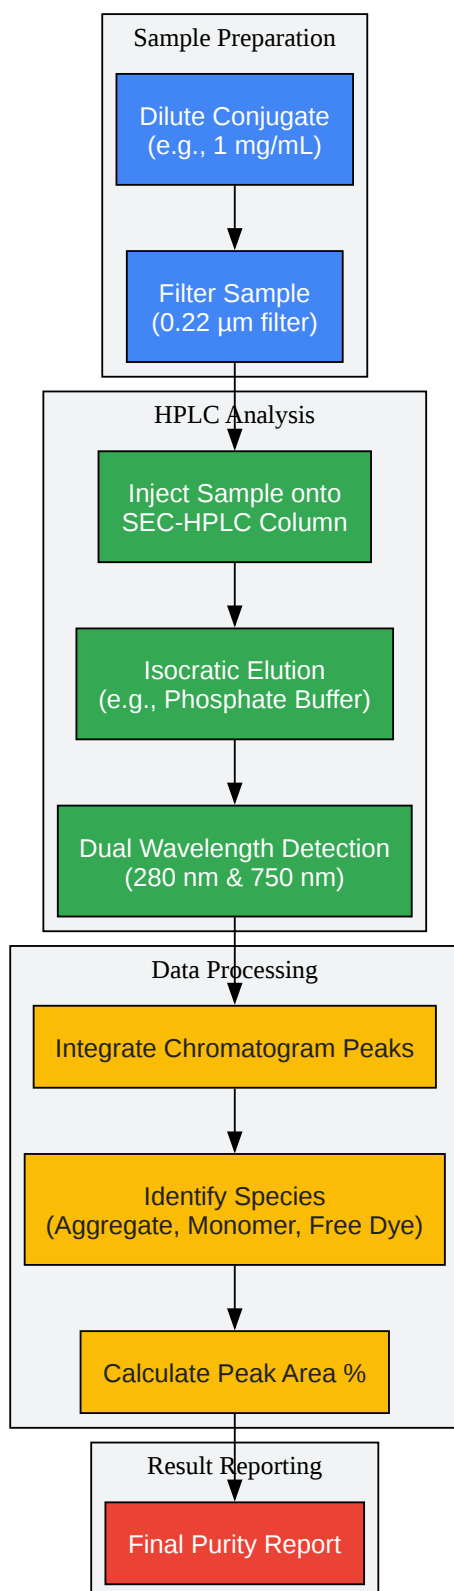 Sample Preparation
Dilute Conjugate
(e.g., 1 mg/mL)
Filter Sample
(0.22 µm filter)
HPLC Analysis
Inject Sample onto
SEC-HPLC Column
Isocratic Elution
(e.g., Phosphate Buffer)
Dual Wavelength Detection
(280 nm & 750 nm)
Data Processing
Integrate Chromatogram Peaks
Identify Species
(Aggregate, Monomer, Free Dye)
Calculate Peak Area %
Result Reporting
Final Purity Report